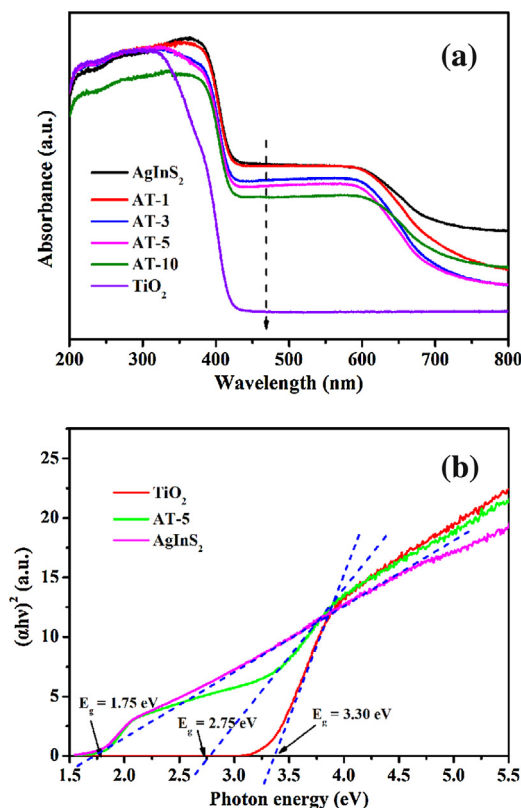 (a)
Absorbance (a.u.)
AgInS₂
AT-1
AT-3
AT-5
AT-10
TiO₂
200 300 400 500 600 700 800
Wavelength (nm)
(b)
(αhν)² (a.u.)
25
20
15
10
5
0
TiO₂
AT-5
AgInS₂
E_g = 1.75 eV
E_g = 2.75 eV
E_g = 3.30 eV
1.5 2.0 2.5 3.0 3.5 4.0 4.5 5.0 5.5
Photon energy (eV)